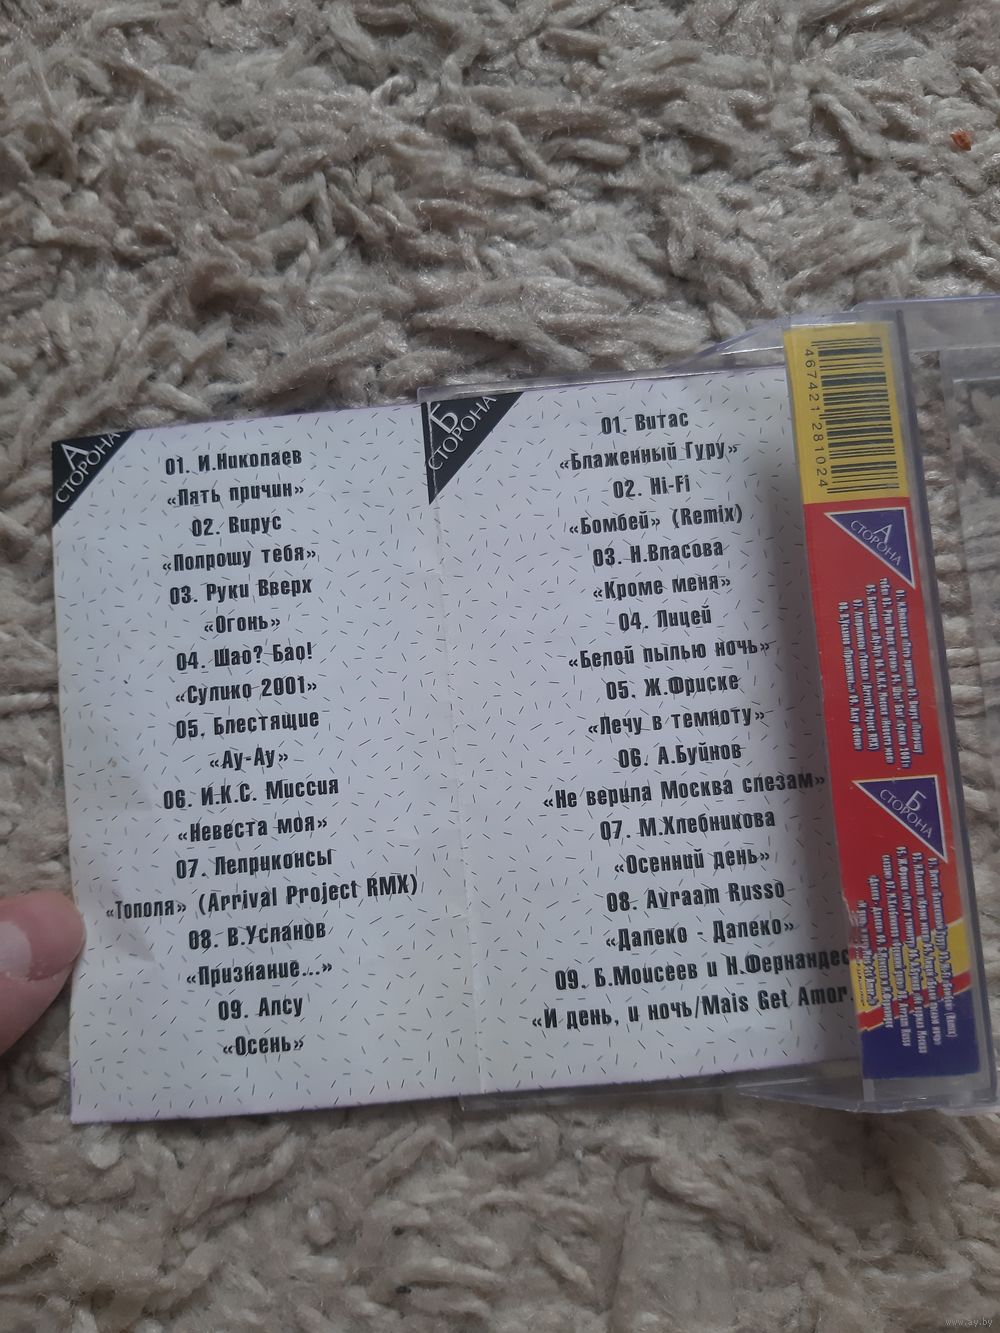 А
СТОРОНА
01. И.Николаев
«Пять причин»
02. Вирус
«Попрошу тебя»
03. Руки Вверх
«Огонь»
04. Шао? Бао!
«Сулико 2001»
05. Блестящие
«Ау-Ау»
06. И.К.С. Миссия
«Невеста моя»
07. Леприконсы
«Тополя» (Arrival Project RMX)
08. В.Услანов
«Признание...»
09. Алсу
«Осень»
Б
СТОРОНА
01. Витас
«Блаженный Гуру»
02. Hi-Fi
«Бомбей» (Remix)
03. Н.Власова
«Кроме меня»
04. Лицей
«Белой пылью ночь»
05. Ж.Фриске
«Лечу в темноту»
06. А.Буйнов
«Не верила Москва слезам»
07. М.Хлебникова
«Осенний день»
08. Avraam Russo
«Далеко - Далеко»
09. Б.Моисеев и Н.Фернандес
«И день, и ночь/Mais Get Amor.
4674212 81024
А
СТОРОНА
Б
СТОРОНА
www.ay.by